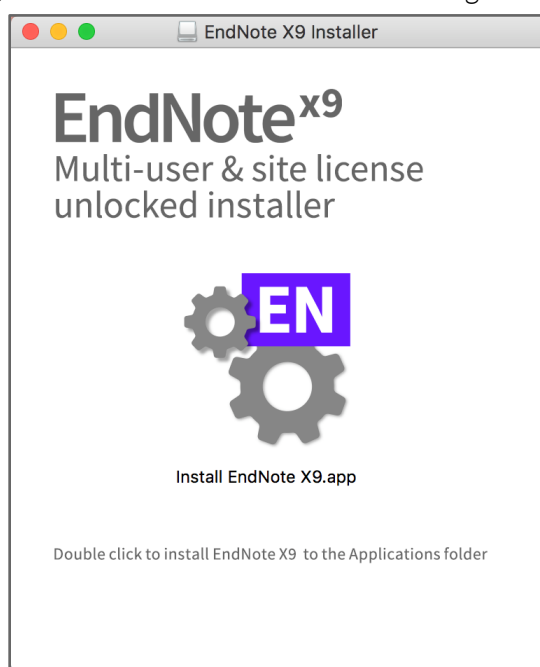 EndNote X9 Installer
EndNote x9
Multi-user & site license
unlocked installer
EN
Install EndNote X9.app
Double click to install EndNote X9 to the Applications folder